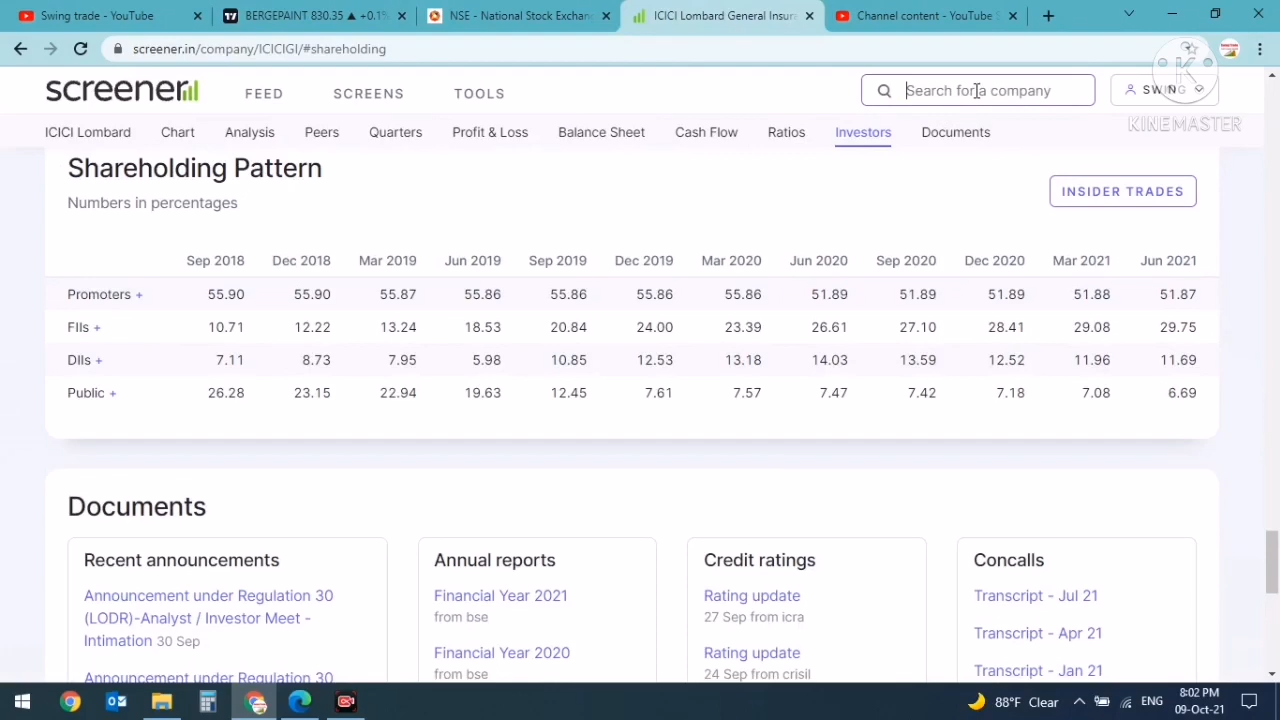 Swing trades - YouTube
BERGEPAINT 830.35 ▲ +0.1%
NSE - National Stock Exchan
ICICI Lombard General Insura
Channel content - YouTube S
screener.in/company/ICICIGI/#shareholding
screener
FEED
SCREENS
TOOLS
Search for a company
SWING
KINEMASTER
ICICI Lombard
Chart
Analysis
Peers
Quarters
Profit & Loss
Balance Sheet
Cash Flow
Ratios
Investors
Documents
Shareholding Pattern
INSIDER TRADES
Numbers in percentages
Sep 2018 Dec 2018 Mar 2019 Jun 2019 Sep 2019 Dec 2019 Mar 2020 Jun 2020 Sep 2020 Dec 2020 Mar 2021 Jun 2021
Promoters + 55.90 55.90 55.87 55.86 55.86 55.86 55.86 51.89 51.89 51.89 51.88 51.87
FIIs + 10.71 12.22 13.24 18.53 20.84 24.00 23.39 26.61 27.10 28.41 29.08 29.75
DIIs + 7.11 8.73 7.95 5.98 10.85 12.53 13.18 14.03 13.59 12.52 11.96 11.69
Public + 26.28 23.15 22.94 19.63 12.45 7.61 7.57 7.47 7.42 7.18 7.08 6.69
Documents
Recent announcements
Announcement under Regulation 30
(LODR)-Analyst / Investor Meet -
Intimation 30 Sep
Announcement under Regulation 30
Annual reports
Financial Year 2021
from bse
Financial Year 2020
from bse
Credit ratings
Rating update
27 Sep from icra
Rating update
24 Sep from crisil
Concalls
Transcript - Jul 21
Transcript - Apr 21
Transcript - Jan 21
88°F Clear
ENG
8:02 PM
09-Oct-21